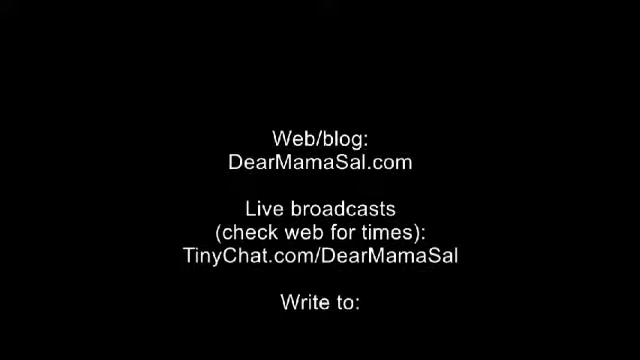 Web/blog:
DearMamaSal.com
Live broadcasts
(check web for times):
TinyChat.com/DearMamaSal
Write to: